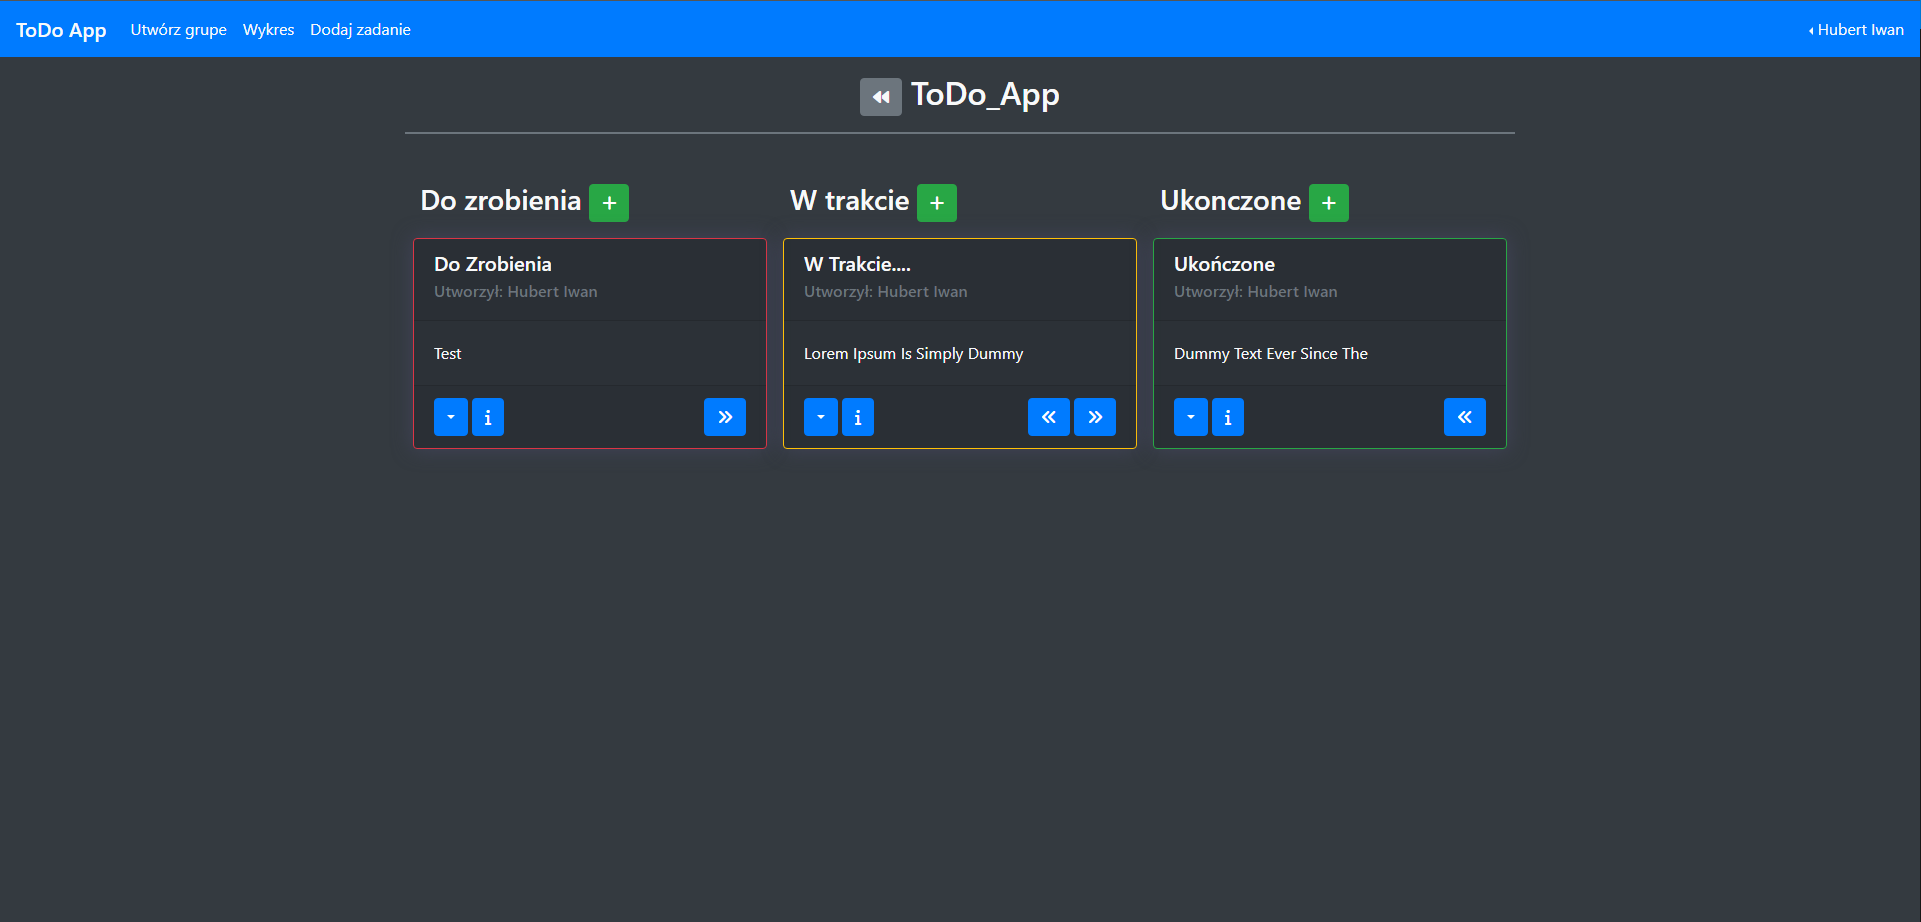 ToDo App Utwórz grupe Wykres Dodaj zadanie Hubert Iwan
ToDo_App
Do zrobienia
Do Zrobienia
Utworzył: Hubert Iwan
Test
W trakcie
W Trakcie....
Utworzył: Hubert Iwan
Lorem Ipsum Is Simply Dummy
Ukonczone
Ukończone
Utworzył: Hubert Iwan
Dummy Text Ever Since The